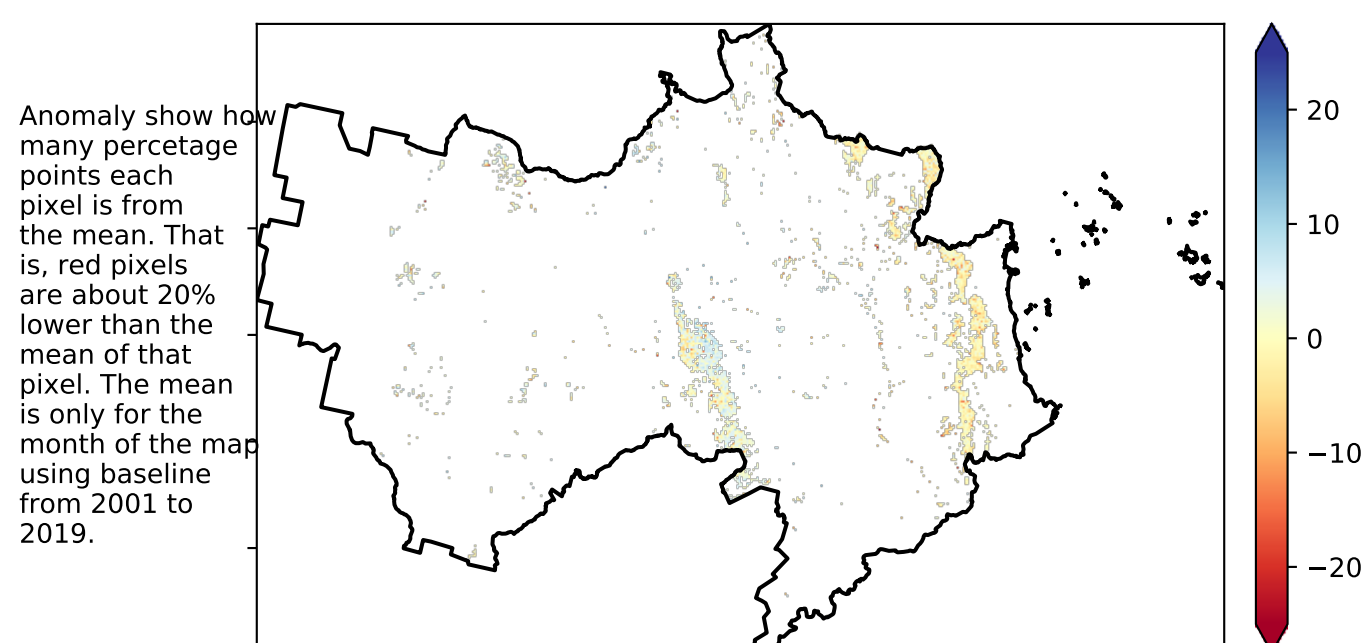 Anomaly show how
many percetage
points each
pixel is from
the mean. That
is, red pixels
are about 20%
lower than the
mean of that
pixel. The mean
is only for the
month of the map
using baseline
from 2001 to
2019.
20
10
0
−10
−20